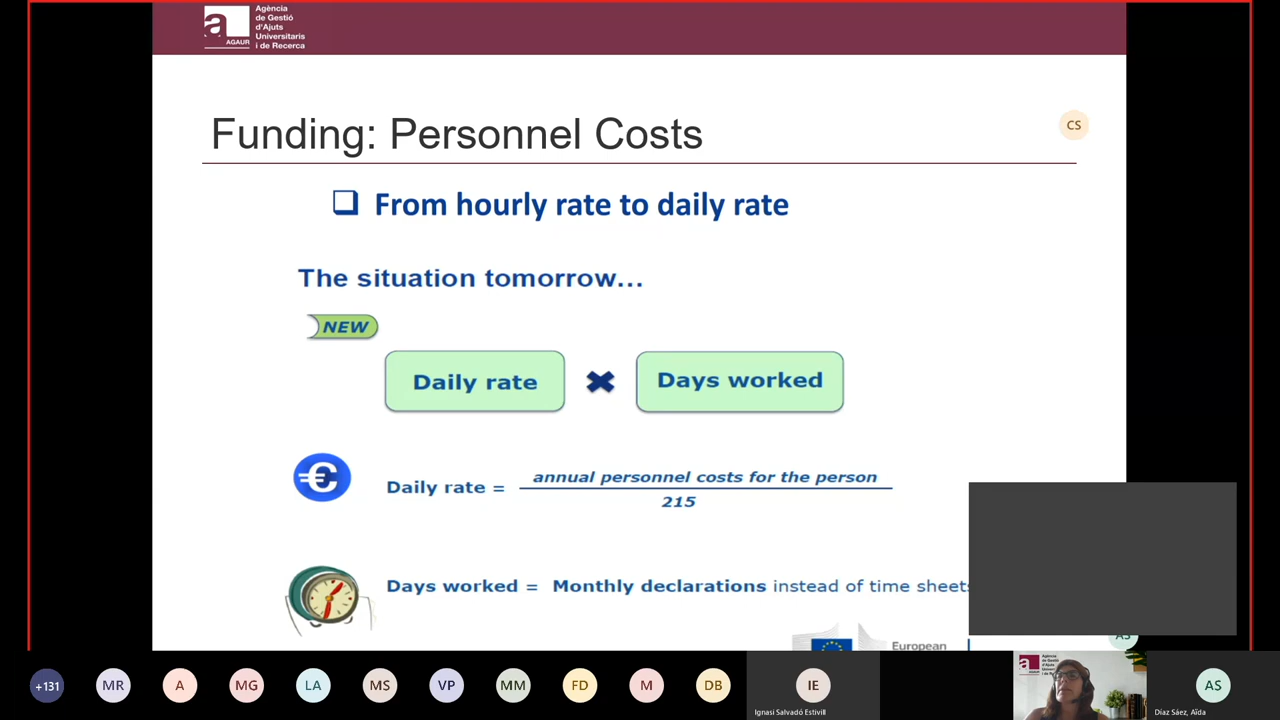 Agència
de Gestió
d'Ajuts
Universitaris
i de Recerca
a
AGAUR
Funding: Personnel Costs
CS
From hourly rate to daily rate
The situation tomorrow...
NEW
Daily rate ✖ Days worked
€
Daily rate = annual personnel costs for the person
215
Days worked = Monthly declarations instead of time sheets
European
AS
+131 MR A MG LA MS VP MM FD M DB IE AS
Ignasi Salvadó Estivill
Díaz Sáez, Aïda